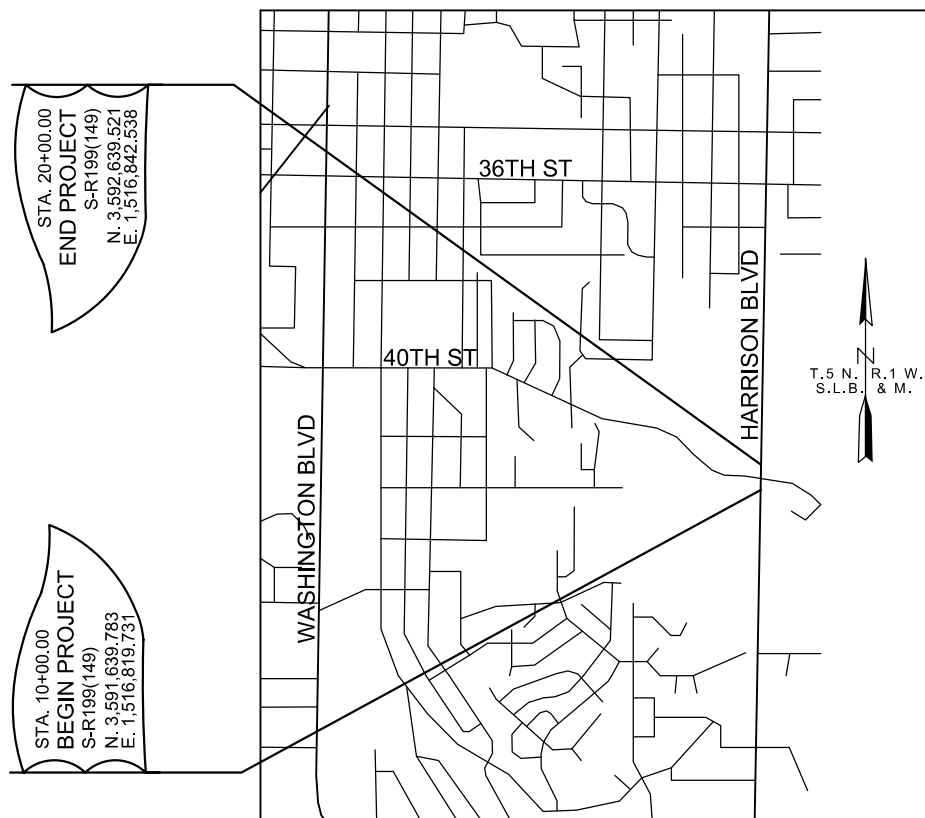 STA. 20+00.00
END PROJECT
S-R199(149)
N. 3,592,639.521
E. 1,516,842.538
36TH ST
40TH ST
WASHINGTON BLVD
HARRISON BLVD
N
T.5 N. R.1 W.
S.L.B. & M.
STA. 10+00.00
BEGIN PROJECT
S-R199(149)
N. 3,591,639.783
E. 1,516,819.731